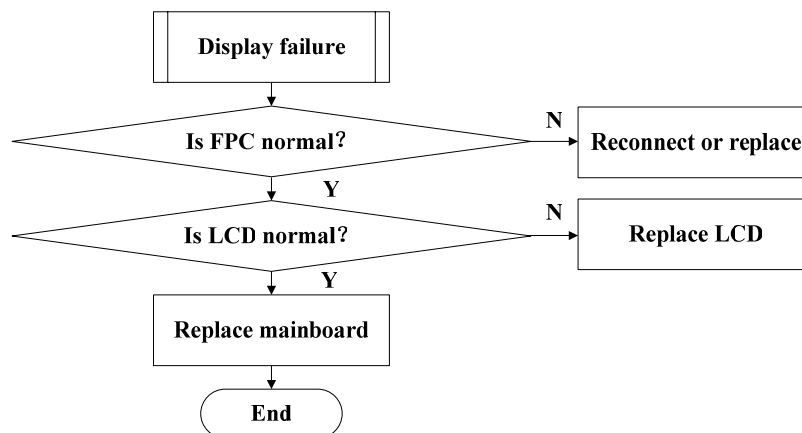 Display failure
Is FPC normal？
N
Reconnect or replace
Y
Is LCD normal？
N
Replace LCD
Y
Replace mainboard
End